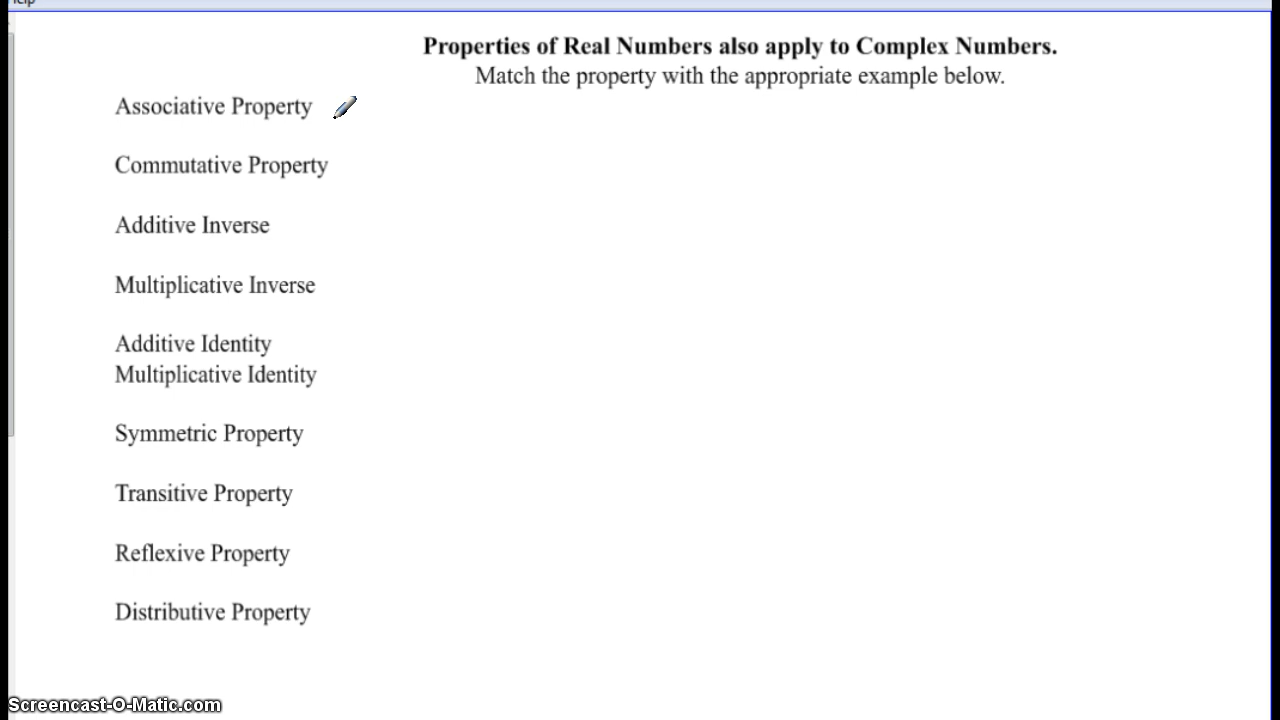 Properties of Real Numbers also apply to Complex Numbers.
Match the property with the appropriate example below.
Associative Property
Commutative Property
Additive Inverse
Multiplicative Inverse
Additive Identity
Multiplicative Identity
Symmetric Property
Transitive Property
Reflexive Property
Distributive Property
Screencast-O-Matic.com